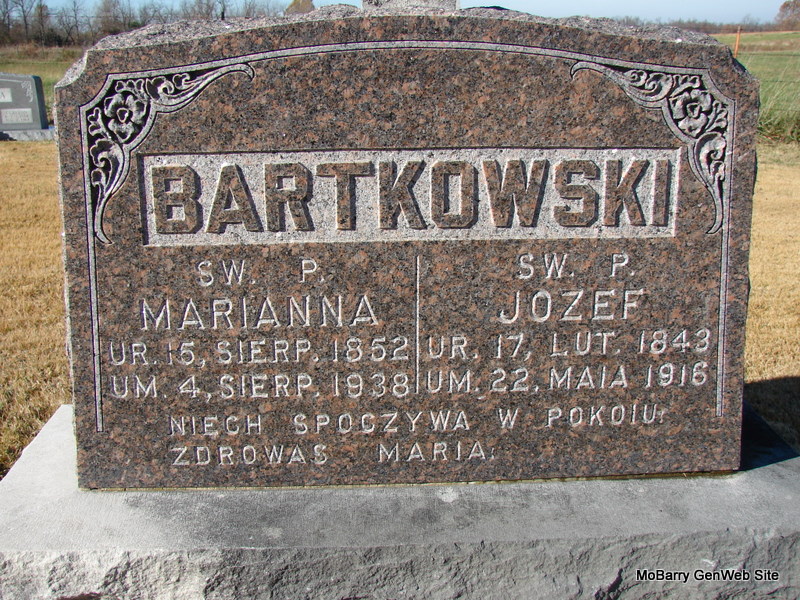 BARTKOWSKI
SW. P.
MARIANNA
UR. 15, SIERP. 1852
UM. 4, SIERP. 1938
SW. P.
JOZEF
UR. 17, LUT. 1843
UM. 22, MAIA 1916
NIECH SPOCZYWA W POKOIU.
ZDROWAS MARIA.
MoBarry GenWeb Site